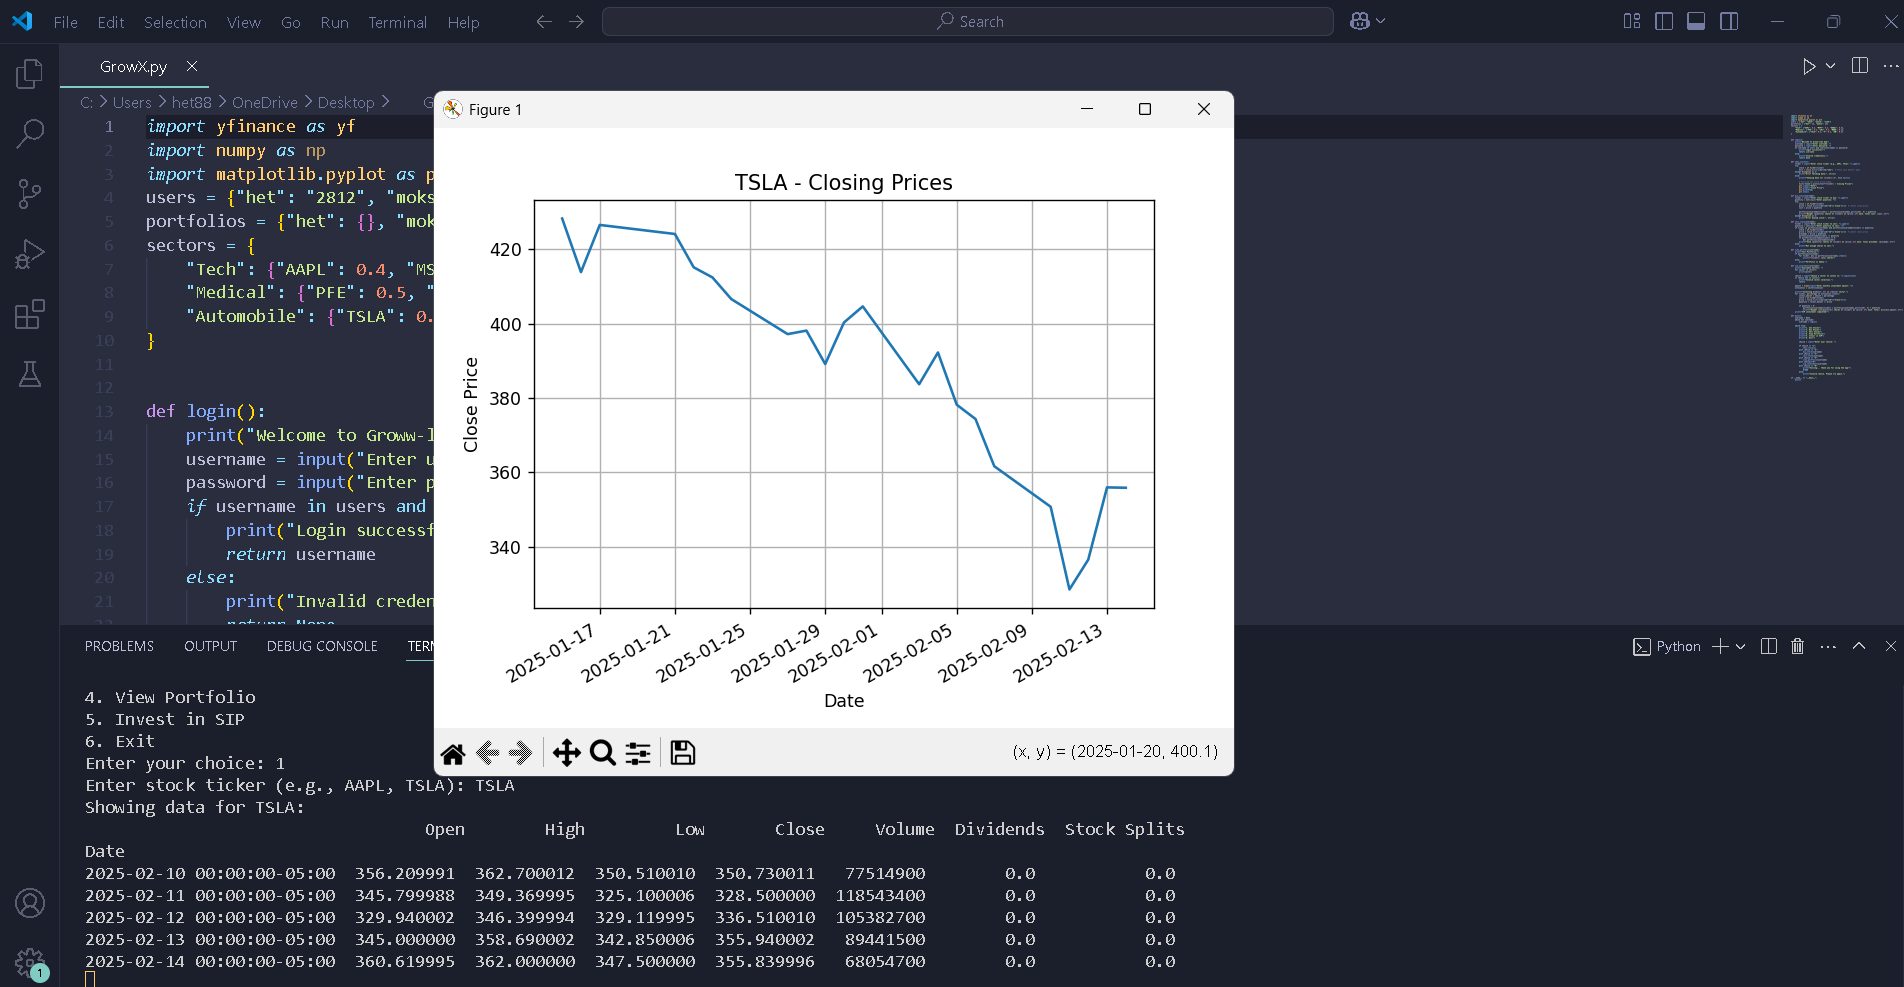 File Edit Selection View Go Run Terminal Help
Search
GrowX.py
C: > Users > het88 > OneDrive > Desktop >
1 import yfinance as yf
2 import numpy as np
3 import matplotlib.pyplot as p
4 users = {"het": "2812", "moks
5 portfolios = {"het": {}, "mok
6 sectors = {
7 "Tech": {"AAPL": 0.4, "MS
8 "Medical": {"PFE": 0.5, "
9 "Automobile": {"TSLA": 0.
10 }
11
12
13 def login():
14 print("Welcome to Groww-l
15 username = input("Enter u
16 password = input("Enter p
17 if username in users and
18 print("Login successf
19 return username
20 else:
21 print("Invalid creden
22 return None
Figure 1
TSLA - Closing Prices
Close Price
420
400
380
360
340
2025-01-17
2025-01-21
2025-01-25
2025-01-29
2025-02-01
2025-02-05
2025-02-09
2025-02-13
Date
(x, y) = (2025-01-20, 400.1)
PROBLEMS OUTPUT DEBUG CONSOLE TERM
Python
4. View Portfolio
5. Invest in SIP
6. Exit
Enter your choice: 1
Enter stock ticker (e.g., AAPL, TSLA): TSLA
Showing data for TSLA:
Open High Low Close Volume Dividends Stock Splits
Date
2025-02-10 00:00:00-05:00 356.209991 362.700012 350.510010 350.730011 77514900 0.0 0.0
2025-02-11 00:00:00-05:00 345.799988 349.369995 325.100006 328.500000 118543400 0.0 0.0
2025-02-12 00:00:00-05:00 329.940002 346.399994 329.119995 336.510010 105382700 0.0 0.0
2025-02-13 00:00:00-05:00 345.000000 358.690002 342.850006 355.940002 89441500 0.0 0.0
2025-02-14 00:00:00-05:00 360.619995 362.000000 347.500000 355.839996 68054700 0.0 0.0
1